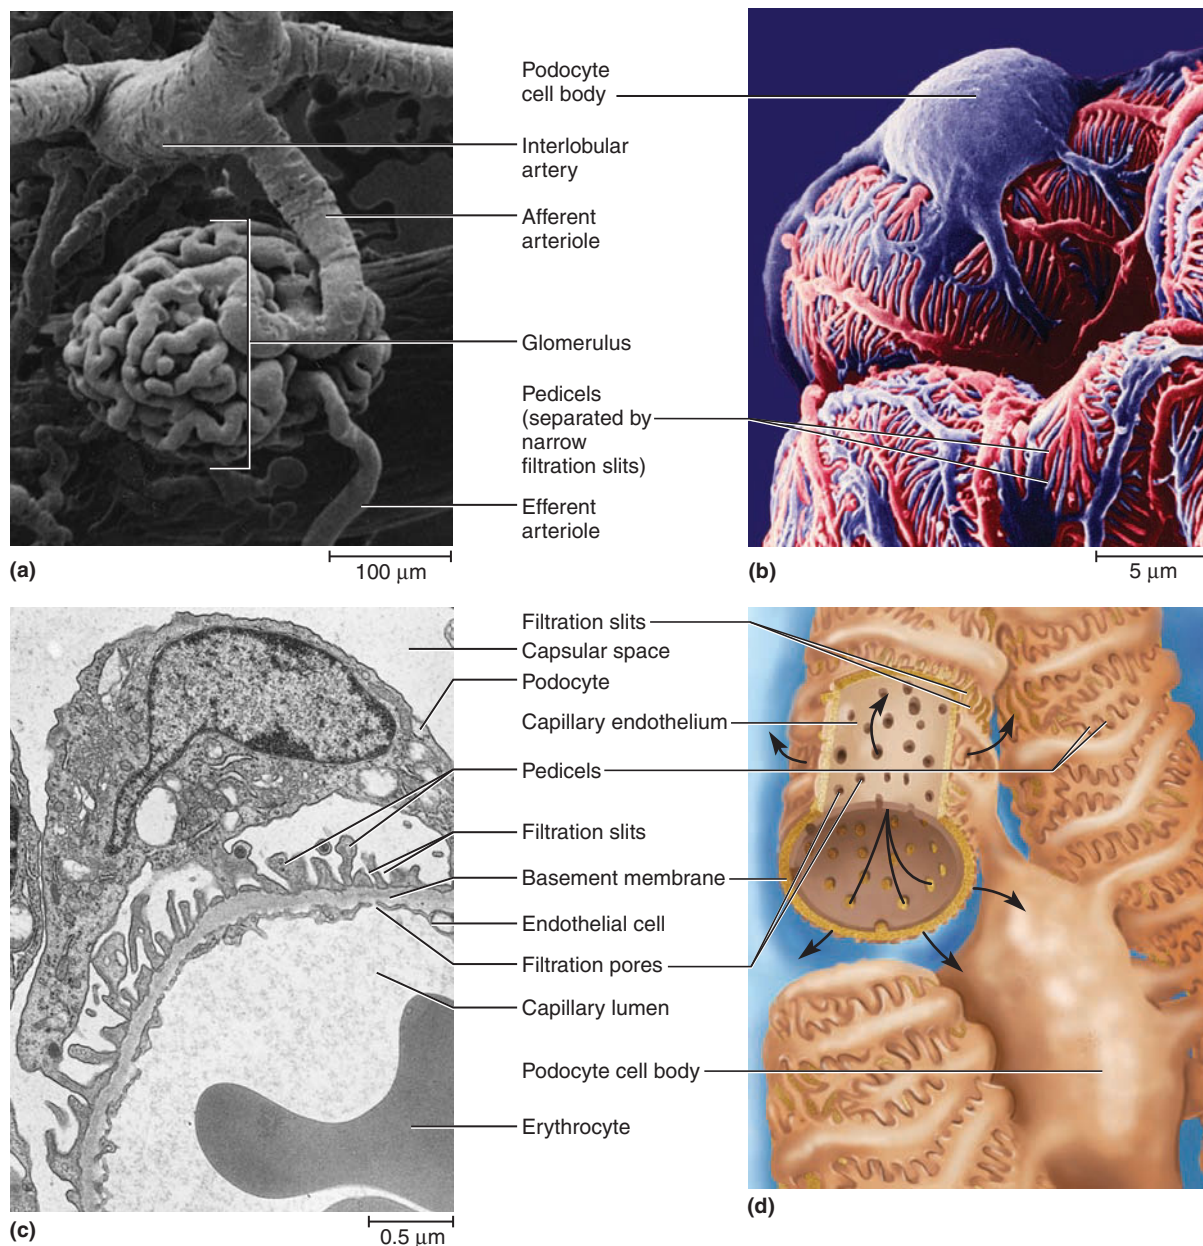 Podocyte
cell body
Interlobular
artery
Afferent
arteriole
Glomerulus
Pedicels
(separated by
narrow
filtration slits)
Efferent
arteriole
(a)
100 μm
(b)
5 μm
Filtration slits
Capsular space
Podocyte
Capillary endothelium
Pedicels
Filtration slits
Basement membrane
Endothelial cell
Filtration pores
Capillary lumen
Podocyte cell body
Erythrocyte
(c)
0.5 μm
(d)